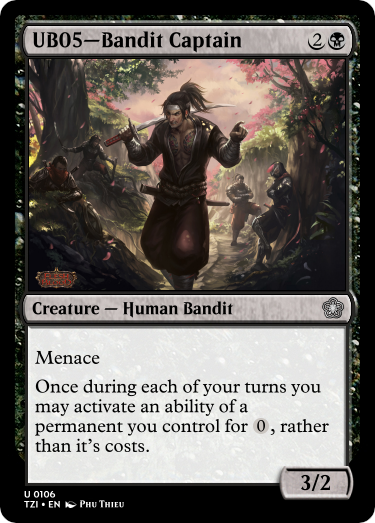 UB05—Bandit Captain 2
Creature — Human Bandit
Menace
Once during each of your turns you
may activate an ability of a
permanent you control for 0, rather
than it's costs.
3/2
U 0106
TZI • EN Phu Thieu